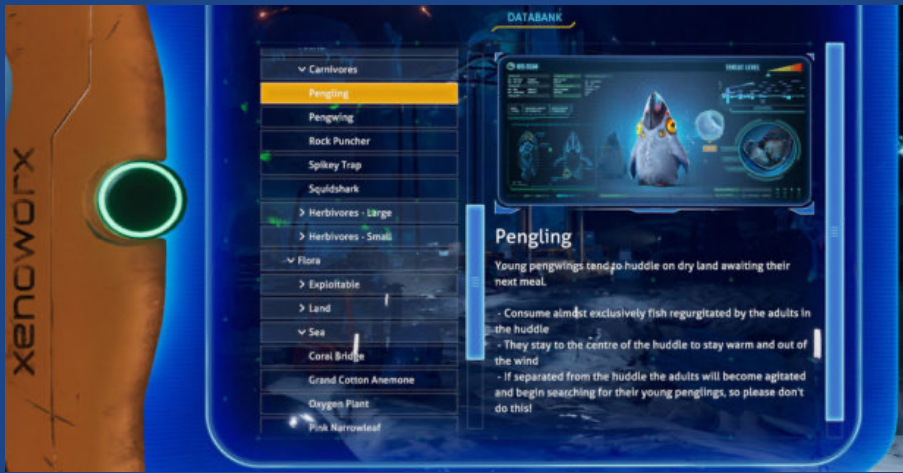 xenoworx
DATABANK
Carnivores
Pengling
Pengwing
Rock Puncher
Spikey Trap
Squidshark
Herbivores - Large
Herbivores - Small
Flora
Exploitable
Land
Sea
Coral Bridge
Grand Cotton Anemone
Oxygen Plant
Pink Narrowleaf
THREAT LEVEL
Pengling
Young pengwings tend to huddle on dry land awaiting their
next meal.
- Consume almost exclusively fish regurgitated by the adults in
the huddle
- They stay to the centre of the huddle to stay warm and out of
the wind
- If separated from the huddle the adults will become agitated
and begin searching for their young penglings, so please don't
do this!